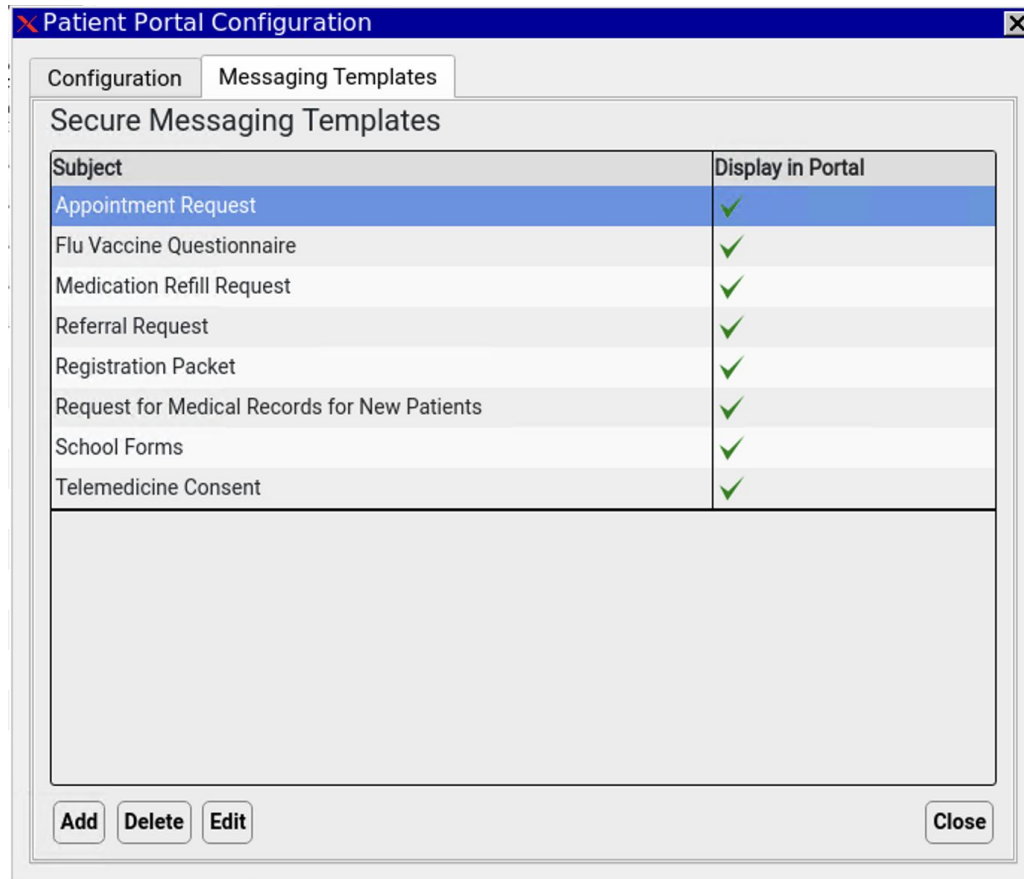 Patient Portal Configuration
Configuration Messaging Templates
Secure Messaging Templates
Subject Display in Portal
Appointment Request
Flu Vaccine Questionnaire
Medication Refill Request
Referral Request
Registration Packet
Request for Medical Records for New Patients
School Forms
Telemedicine Consent
Add Delete Edit Close